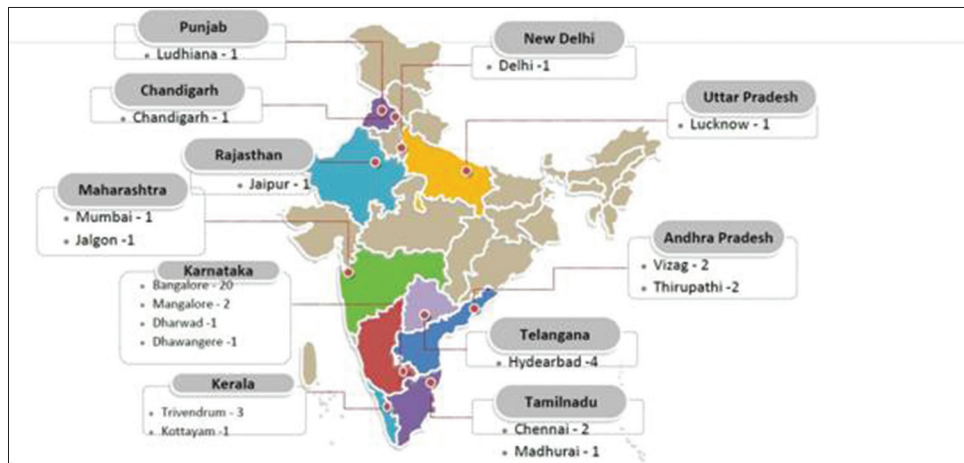 Punjab
• Ludhiana - 1
New Delhi
• Delhi -1
Chandigarh
• Chandigarh - 1
Uttar Pradesh
• Lucknow - 1
Rajasthan
• Jaipur - 1
Maharashtra
• Mumbai - 1
• Jalgon -1
Andhra Pradesh
• Vizag - 2
• Thirupathi -2
Karnataka
• Bangalore - 20
• Mangalore - 2
• Dharwad -1
• Dhawangere -1
Telangana
• Hydearbad -4
Kerala
• Trivendrum - 3
• Kottayam -1
Tamilnadu
• Chennai - 2
• Madhurai - 1